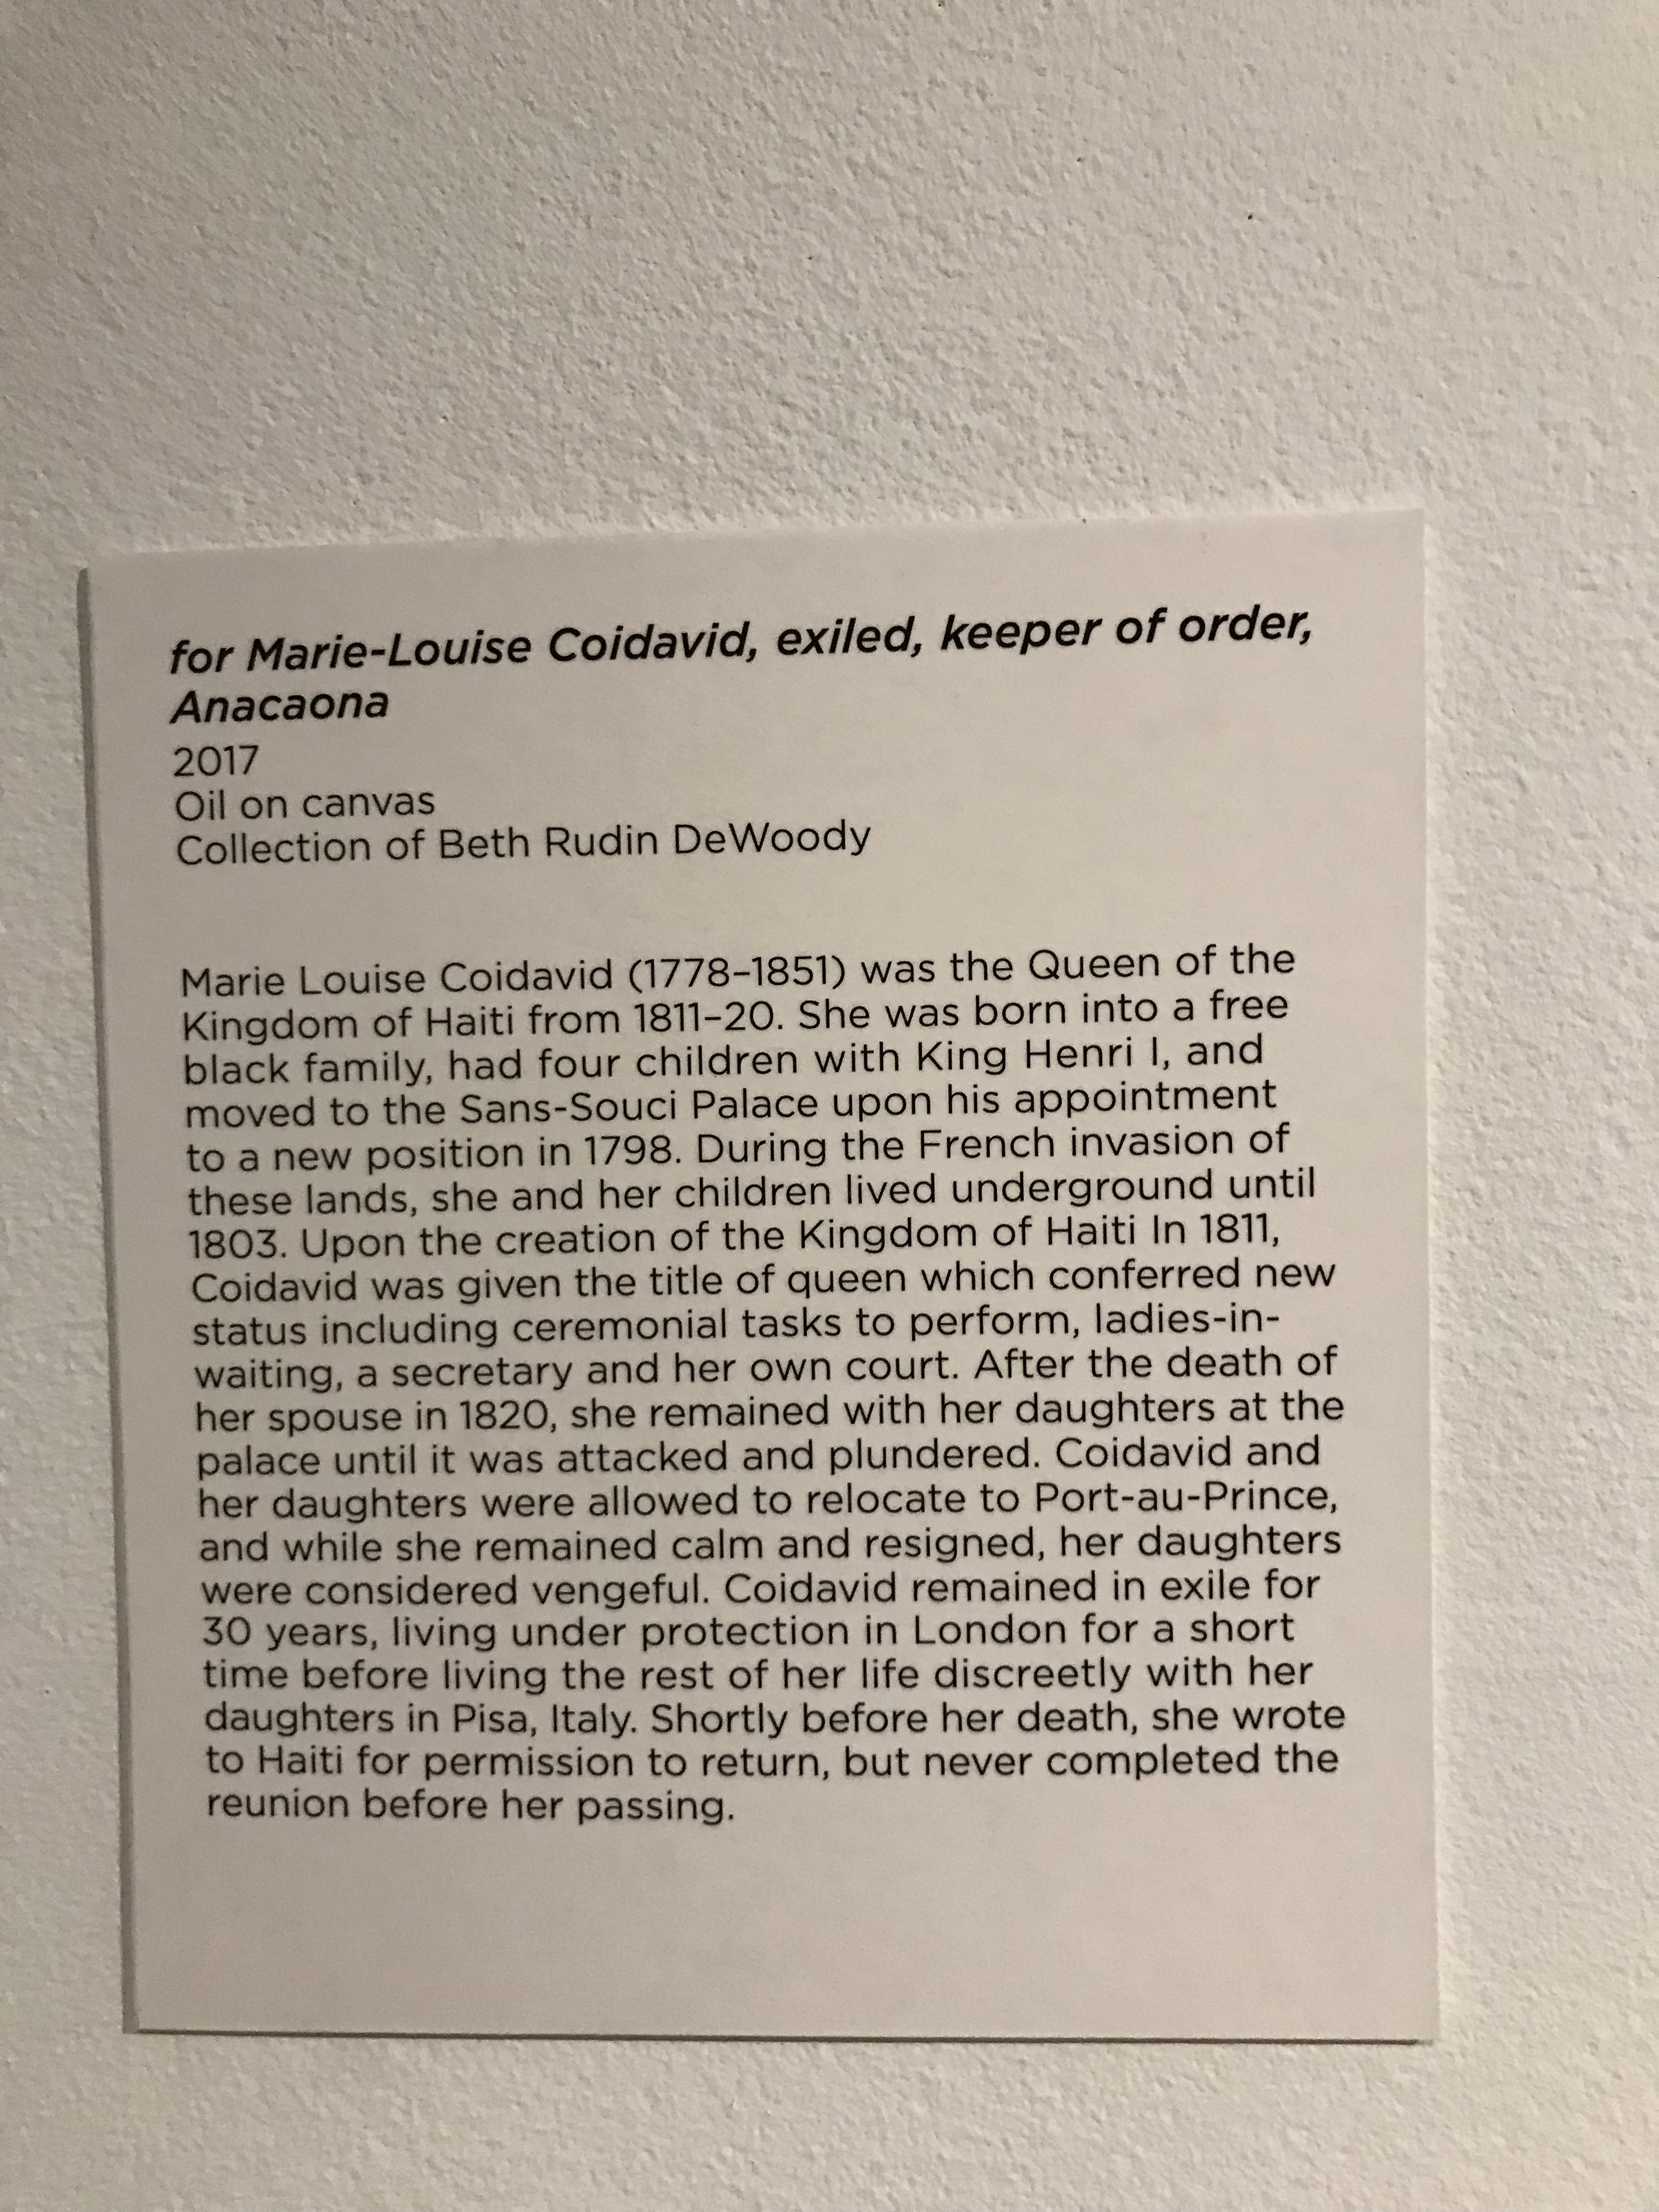 for Marie-Louise Coidavid, exiled, keeper of order,
Anacaona
2017
Oil on canvas
Collection of Beth Rudin DeWoody
Marie Louise Coidavid (1778–1851) was the Queen of the
Kingdom of Haiti from 1811–20. She was born into a free
black family, had four children with King Henri I, and
moved to the Sans-Souci Palace upon his appointment
to a new position in 1798. During the French invasion of
these lands, she and her children lived underground until
1803. Upon the creation of the Kingdom of Haiti In 1811,
Coidavid was given the title of queen which conferred new
status including ceremonial tasks to perform, ladies-in-
waiting, a secretary and her own court. After the death of
her spouse in 1820, she remained with her daughters at the
palace until it was attacked and plundered. Coidavid and
her daughters were allowed to relocate to Port-au-Prince,
and while she remained calm and resigned, her daughters
were considered vengeful. Coidavid remained in exile for
30 years, living under protection in London for a short
time before living the rest of her life discreetly with her
daughters in Pisa, Italy. Shortly before her death, she wrote
to Haiti for permission to return, but never completed the
reunion before her passing.